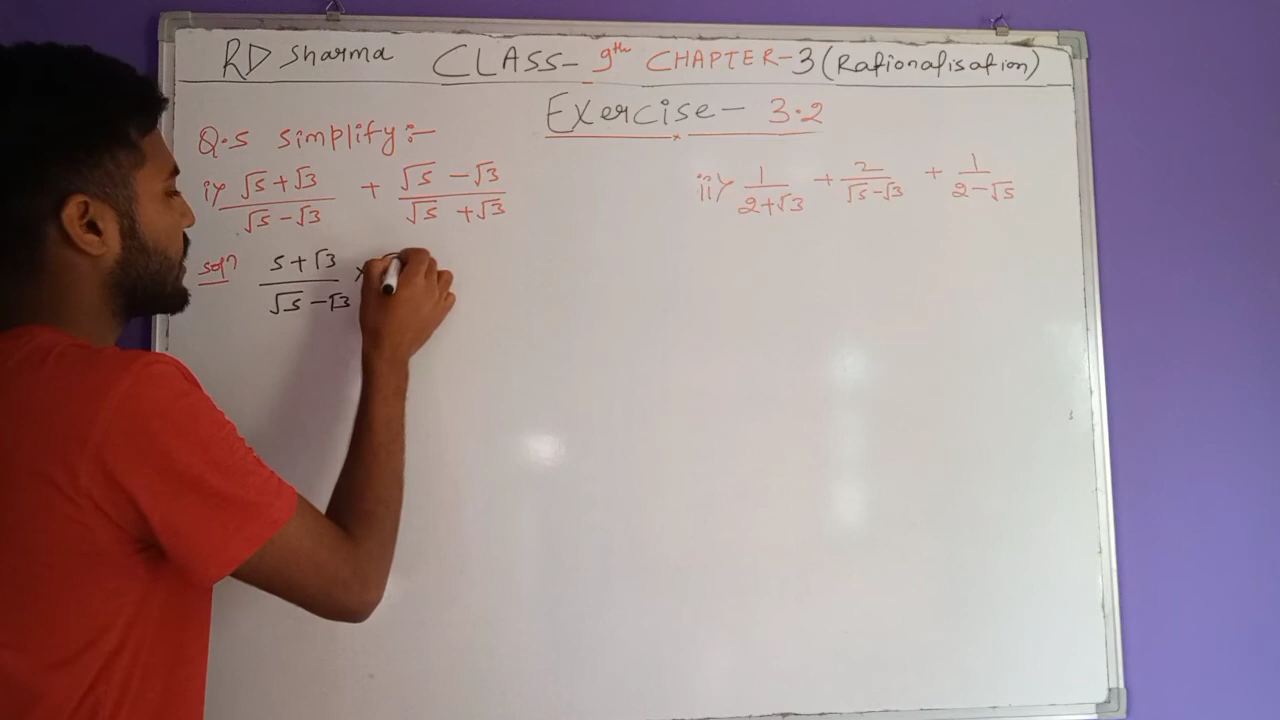 RD Sharma CLASS- 9th CHAPTER-3 (Rationalisation)
Exercise- 3.2
Q.5 simplify:-
i) √5+√3 / √5-√3 + √5-√3 / √5+√3
ii) 1 / 2+√3 + 2 / √5-√3 + 1 / 2-√5
Solⁿ 5+√3 / √5-√3 ×